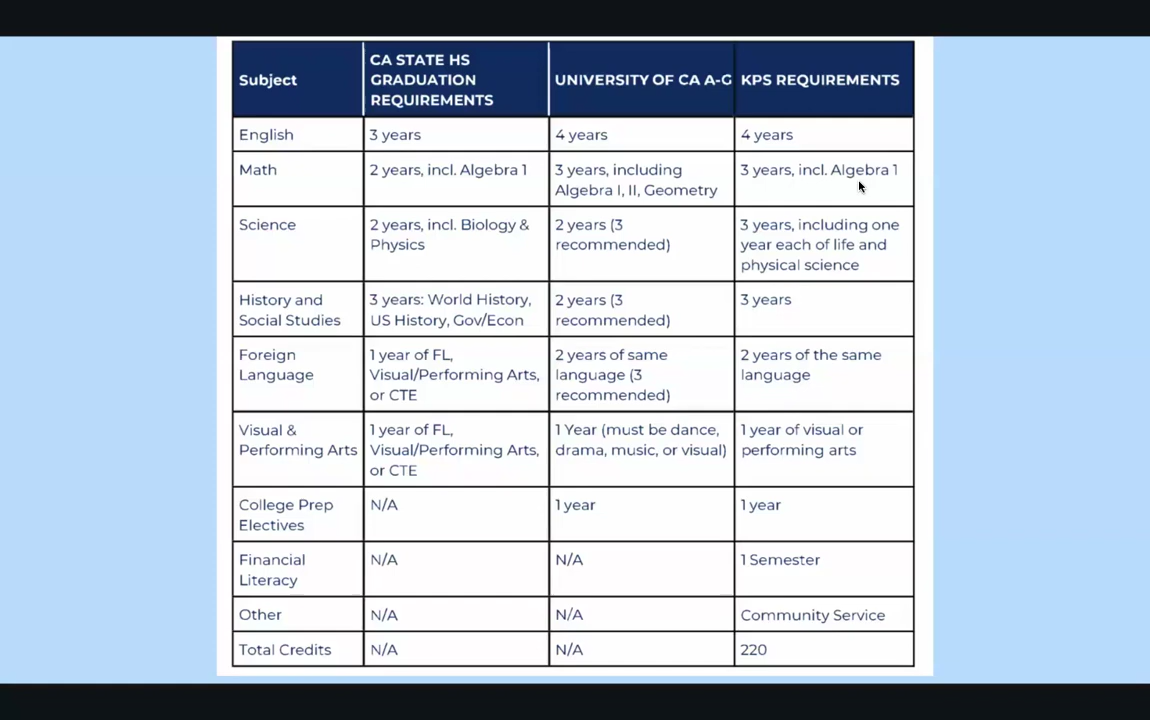 Subject
CA STATE HS
GRADUATION
REQUIREMENTS
UNIVERSITY OF CA A-G
KPS REQUIREMENTS
English
3 years
4 years
4 years
Math
2 years, incl. Algebra 1
3 years, including
Algebra I, II, Geometry
3 years, incl. Algebra 1
Science
2 years, incl. Biology &
Physics
2 years (3
recommended)
3 years, including one
year each of life and
physical science
History and
Social Studies
3 years: World History,
US History, Gov/Econ
2 years (3
recommended)
3 years
Foreign
Language
1 year of FL,
Visual/Performing Arts,
or CTE
2 years of same
language (3
recommended)
2 years of the same
language
Visual &
Performing Arts
1 year of FL,
Visual/Performing Arts,
or CTE
1 Year (must be dance,
drama, music, or visual)
1 year of visual or
performing arts
College Prep
Electives
N/A
1 year
1 year
Financial
Literacy
N/A
N/A
1 Semester
Other
N/A
N/A
Community Service
Total Credits
N/A
N/A
220